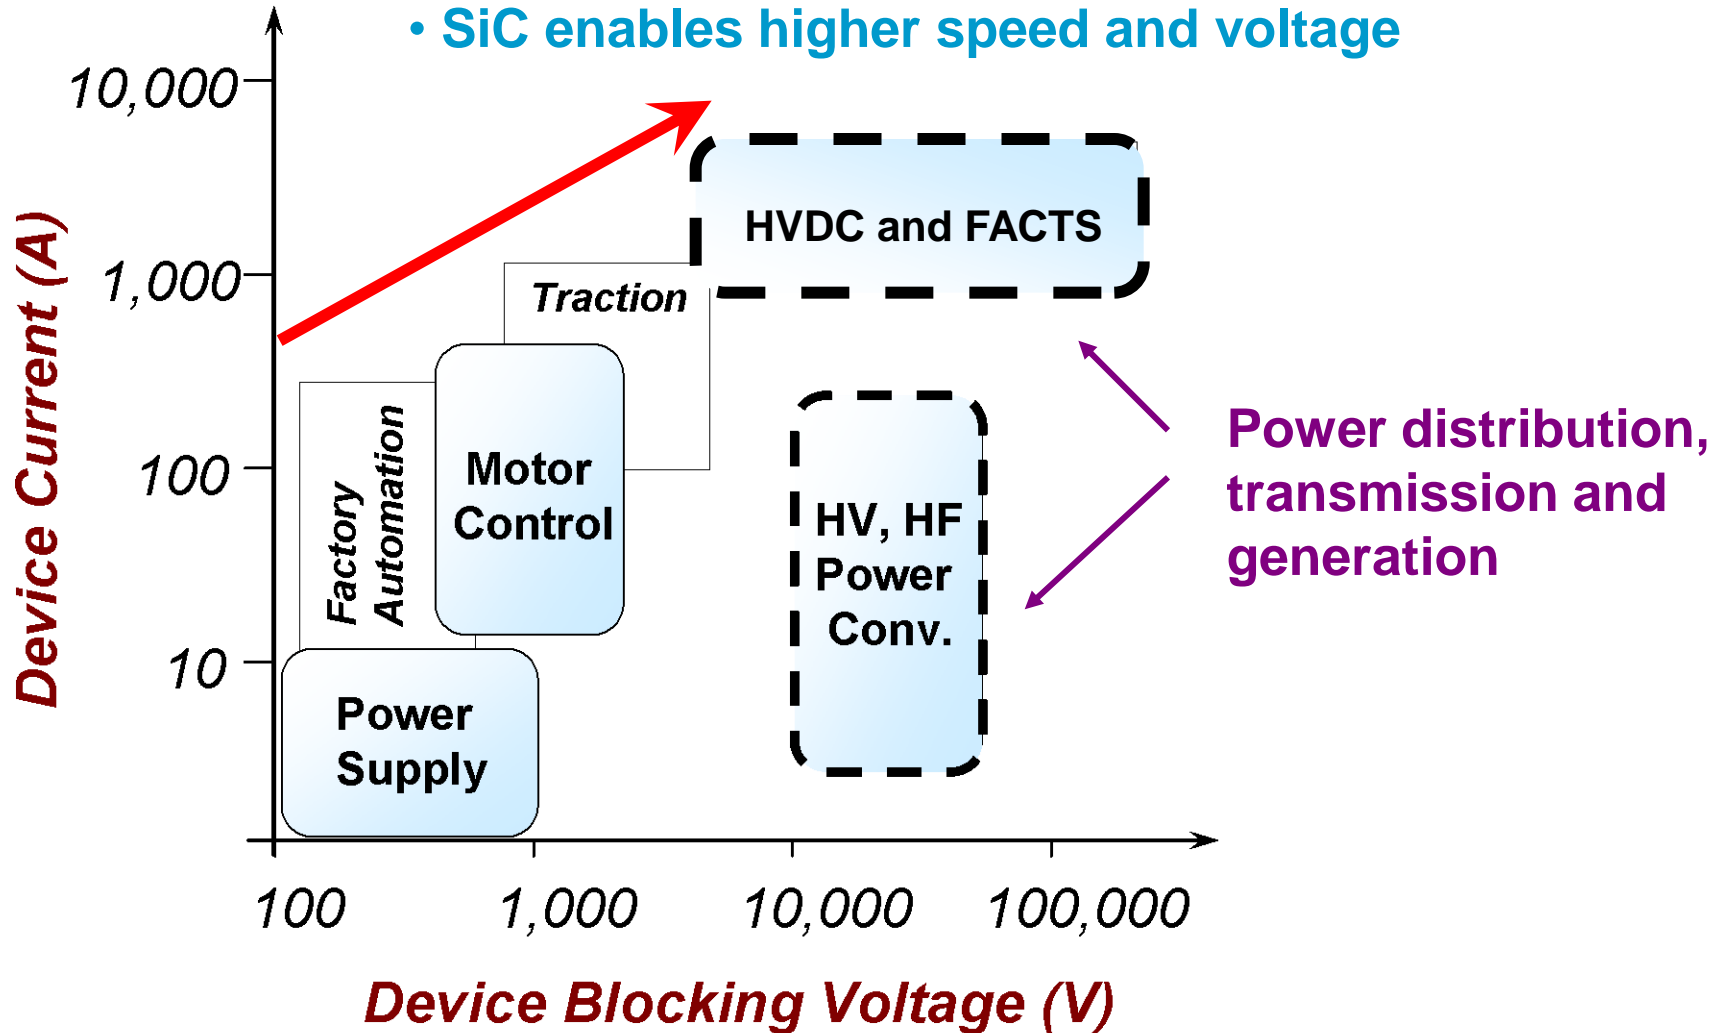 • SiC enables higher speed and voltage
10,000
1,000
100
10
Device Current (A)
HVDC and FACTS
Traction
Factory
Automation
Motor
Control
HV, HF
Power
Conv.
Power
Supply
Power distribution,
transmission and
generation
100
1,000
10,000
100,000
Device Blocking Voltage (V)